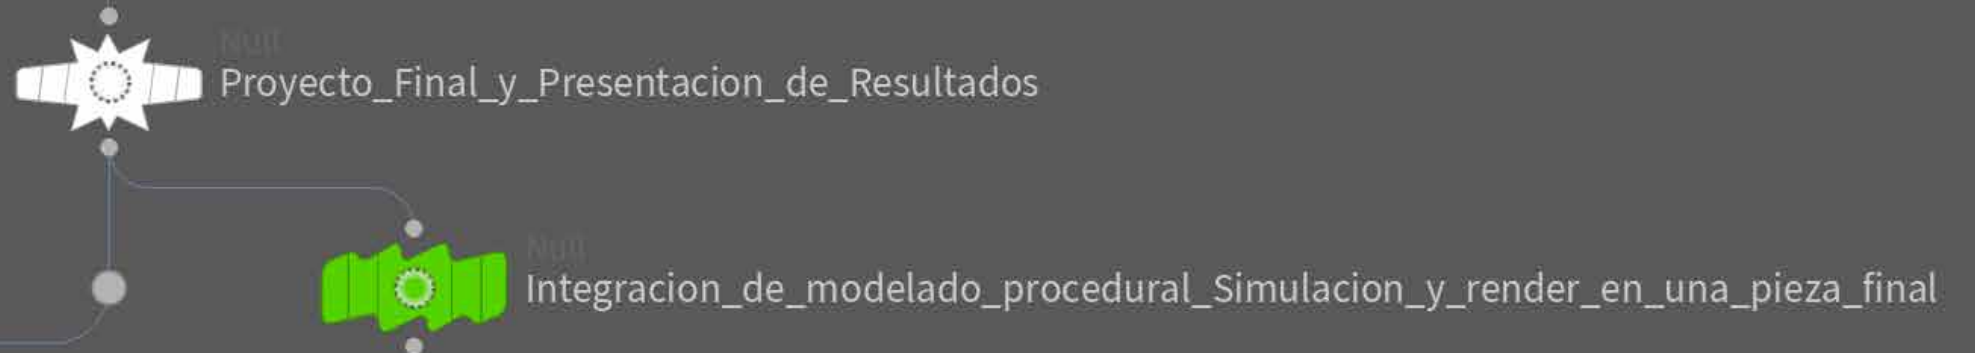 Null
Proyecto_Final_y_Presentacion_de_Resultados
Null
Integracion_de_modelado_procedural_Simulacion_y_render_en_una_pieza_final